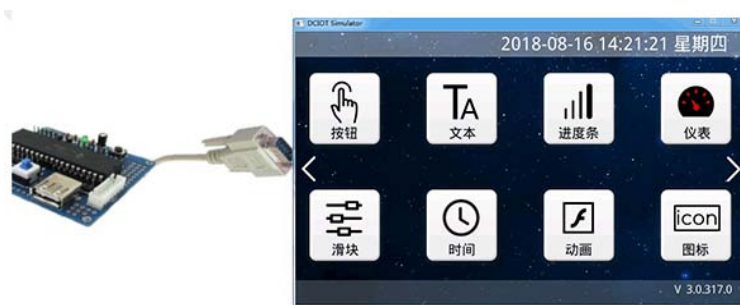 DCIOT Simulator
2018-08-16 14:21:21 星期四
按钮
TA
文本
进度条
仪表
滑块
时间
动画
icon
图标
V 3.0.317.0